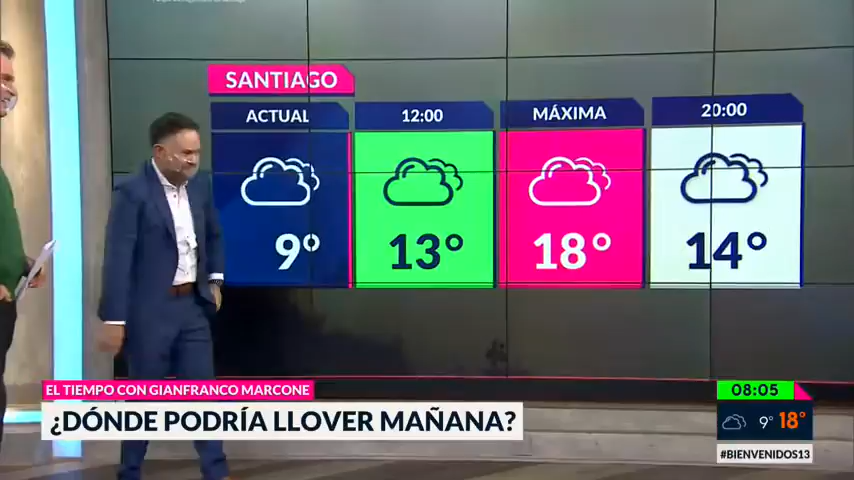 SANTIAGO
ACTUAL
12:00
MÁXIMA
20:00
9°
13°
18°
14°
EL TIEMPO CON GIANFRANCO MARCONE
¿DÓNDE PODRÍA LLOVER MAÑANA?
08:05
9° 18°
#BIENVENIDOS13